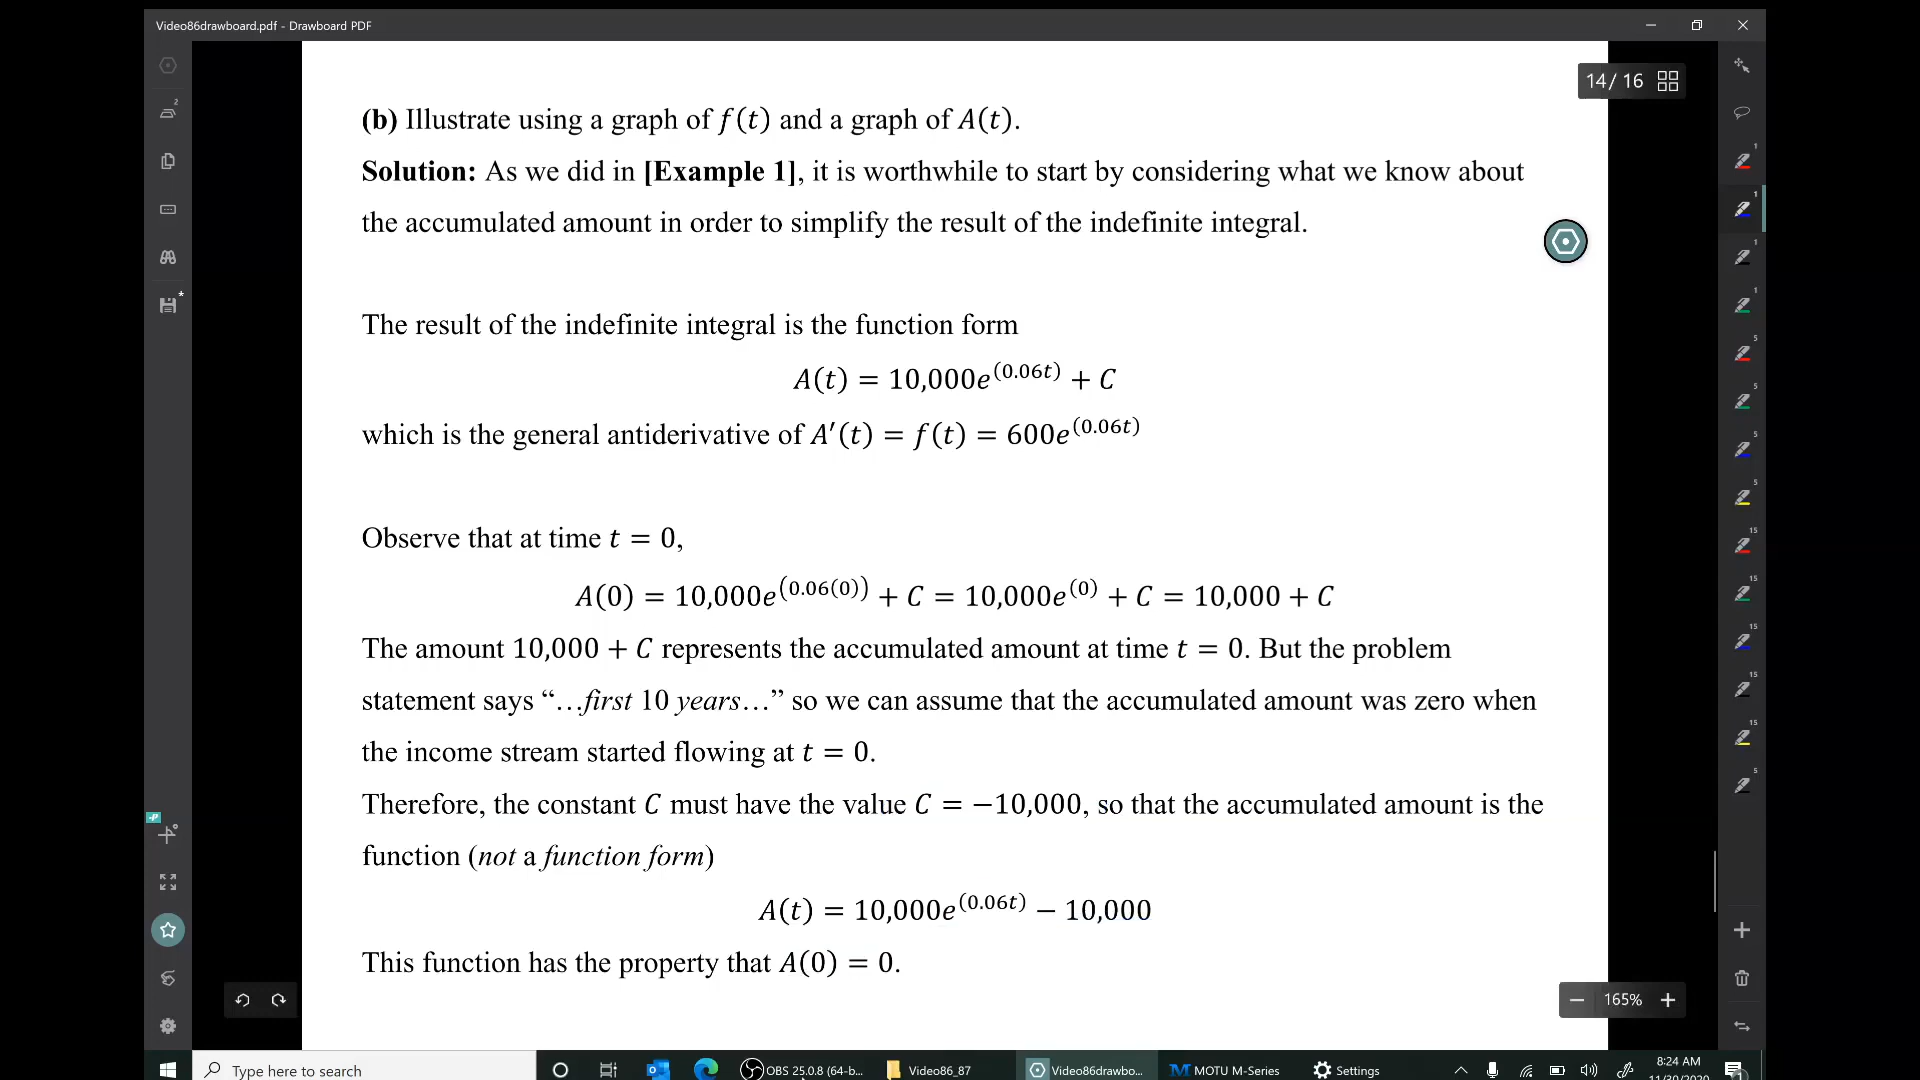 Video86drawboard.pdf - Drawboard PDF
14/ 16
(b) Illustrate using a graph of f(t) and a graph of A(t).
Solution: As we did in [Example 1], it is worthwhile to start by considering what we know about
the accumulated amount in order to simplify the result of the indefinite integral.
The result of the indefinite integral is the function form
A(t) = 10,000e^(0.06t) + C
which is the general antiderivative of A′(t) = f(t) = 600e^(0.06t)
Observe that at time t = 0,
A(0) = 10,000e^(0.06(0)) + C = 10,000e^(0) + C = 10,000 + C
The amount 10,000 + C represents the accumulated amount at time t = 0. But the problem
statement says “…first 10 years…” so we can assume that the accumulated amount was zero when
the income stream started flowing at t = 0.
Therefore, the constant C must have the value C = −10,000, so that the accumulated amount is the
function (not a function form)
A(t) = 10,000e^(0.06t) − 10,000
This function has the property that A(0) = 0.
165%
Type here to search
OBS 25.0.8 (64-b...
Video86_87
Video86drawbo...
MOTU M-Series
Settings
8:24 AM